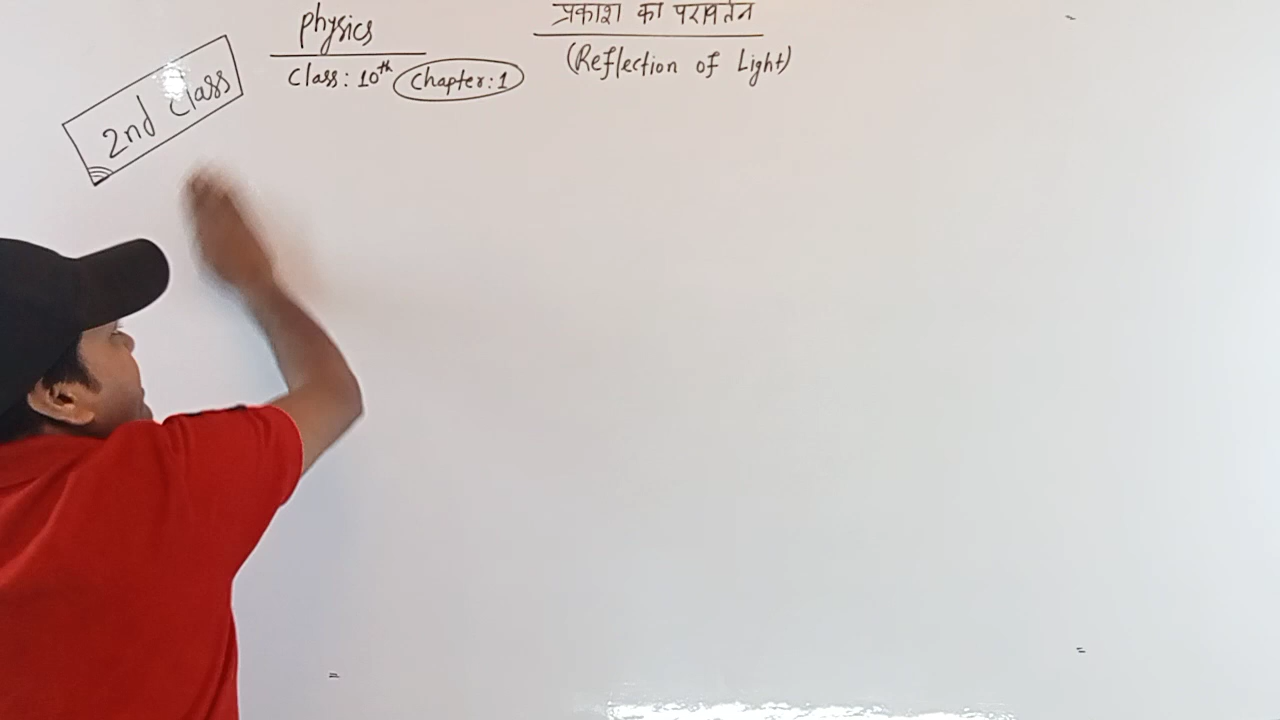 2nd Class
physics
Class: 10th Chapter: 1
प्रकाश का परावर्तन
(Reflection of Light)